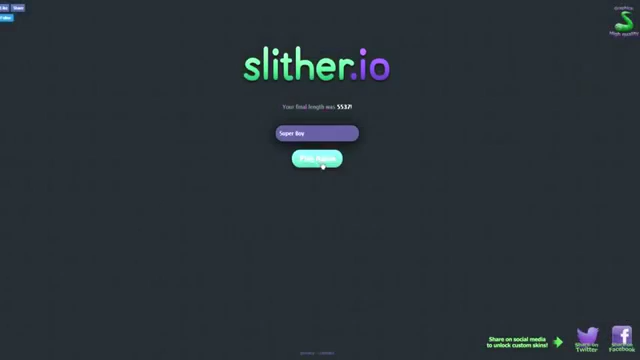 Like Share
slither.io
Your final length was 5537!
Super Boy
Play Again
Share on social media
to unlock custom skins!
Share on
Twitter
Share on
Facebook
High quality